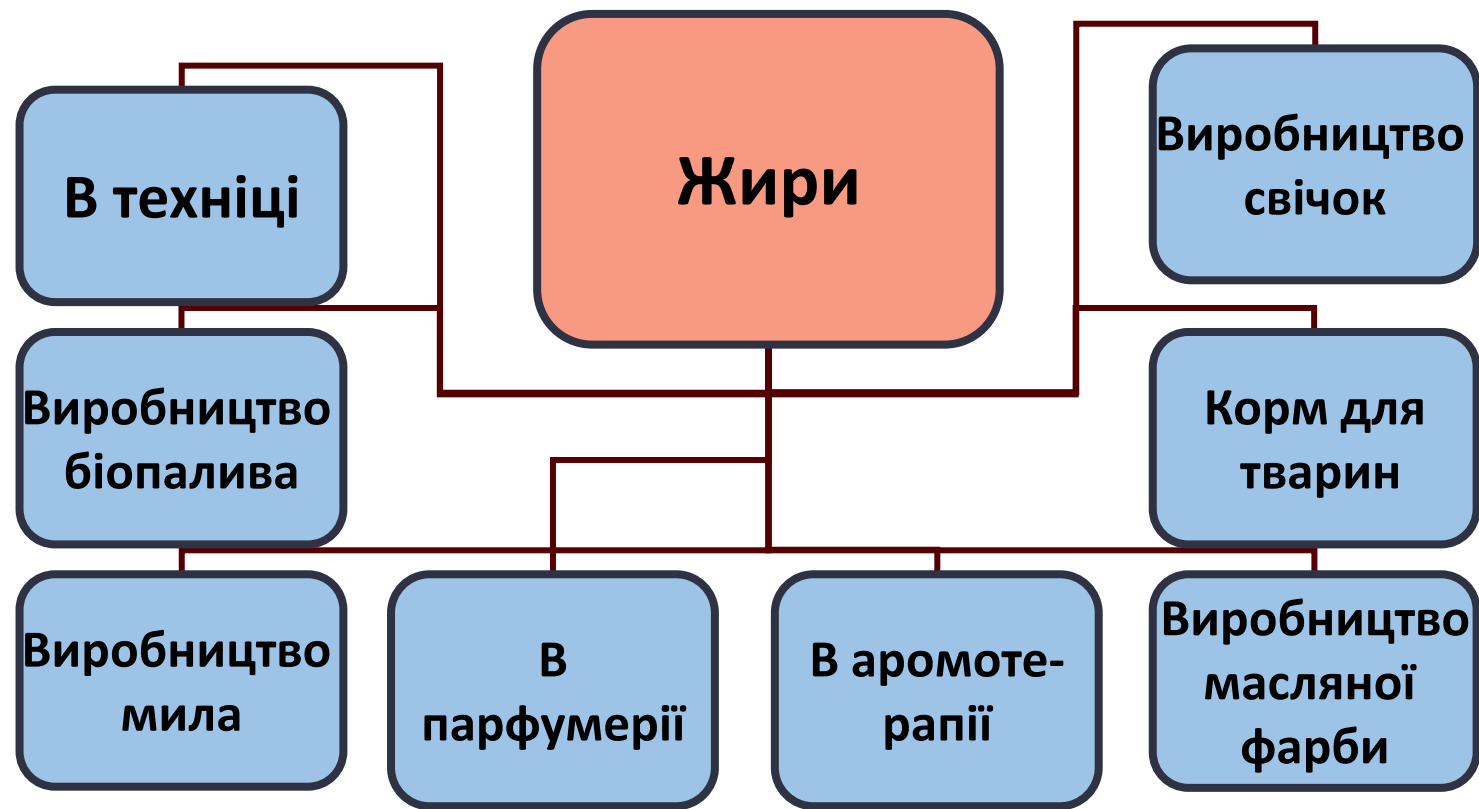 Жири
В техніці
Виробництво
свічок
Виробництво
біопалива
Корм для
тварин
Виробництво
мила
В
парфумерії
В аромоте-
рапії
Виробництво
масляної
фарби